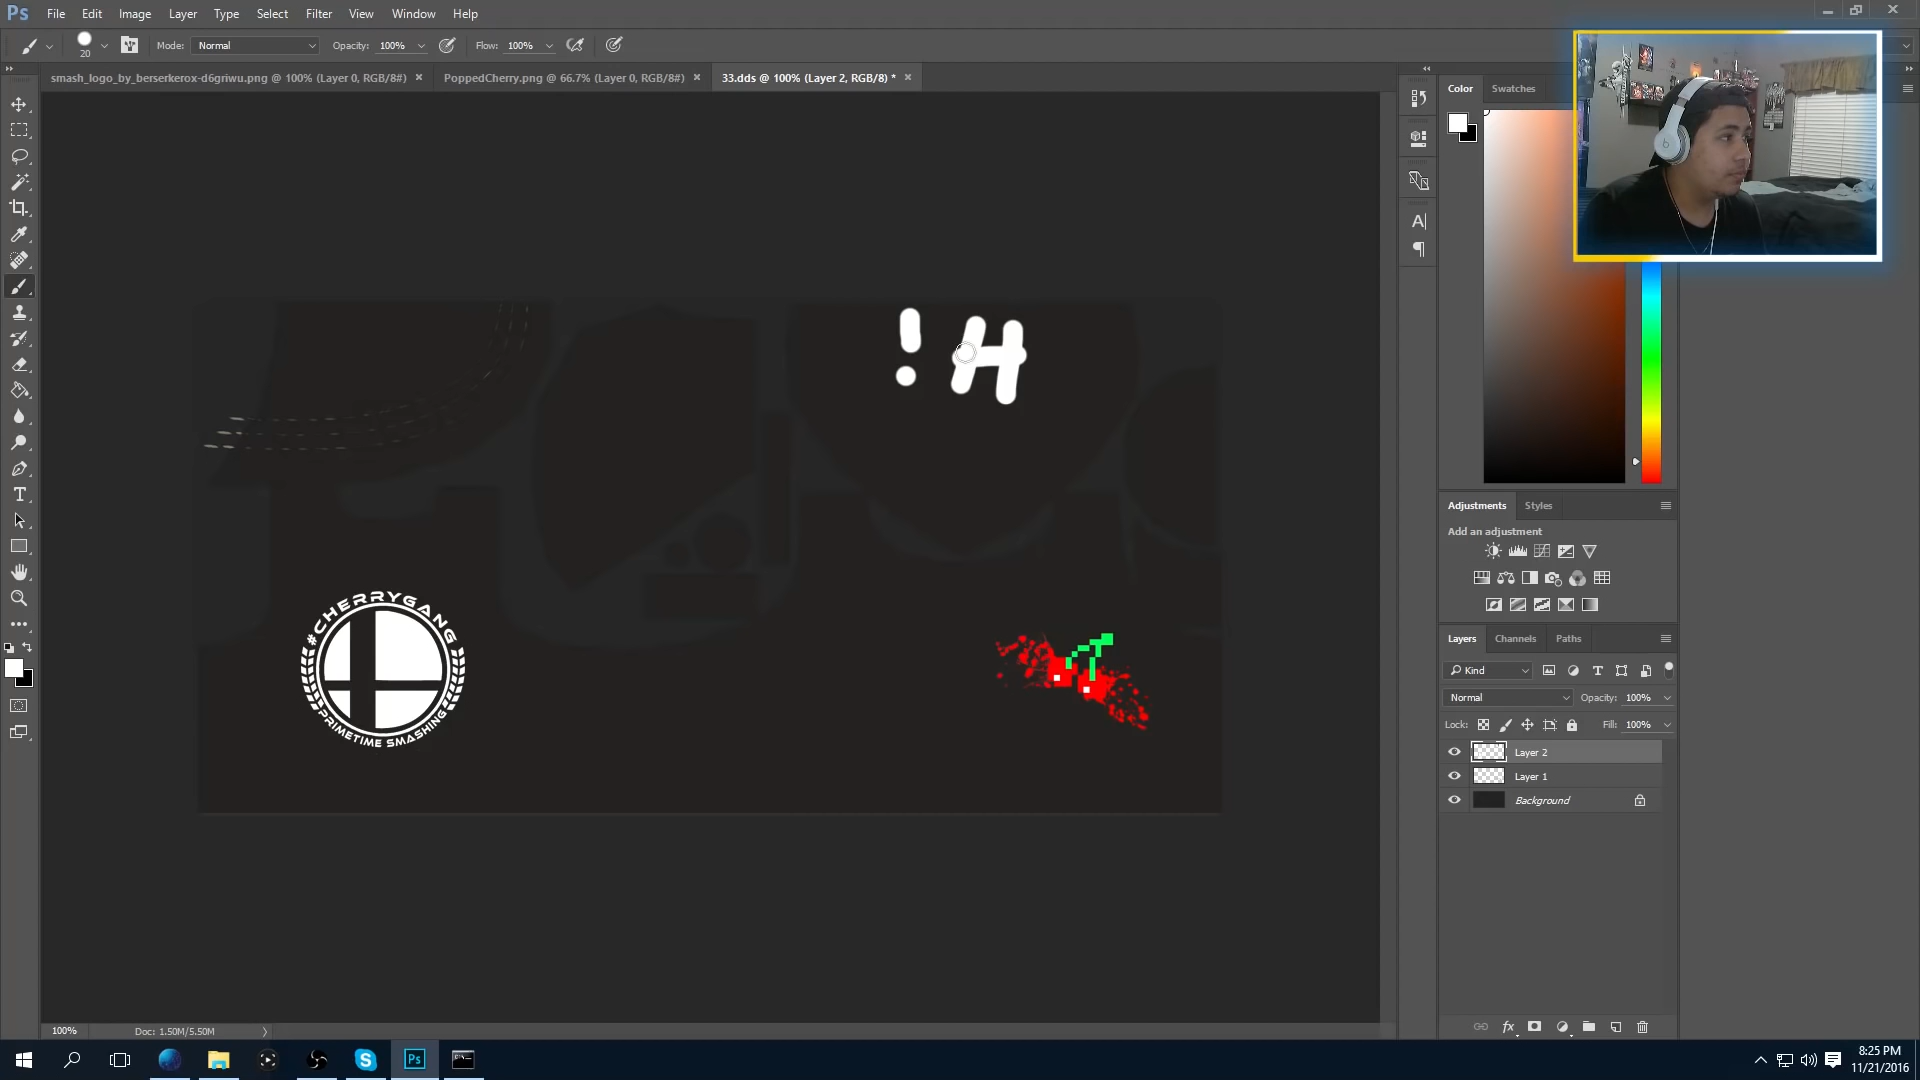 Ps File Edit Image Layer Type Select Filter View Window Help
20 Mode: Normal Opacity: 100% Flow: 100%
smash_logo_by_berserkerox-d6griwu.png @ 100% (Layer 0, RGB/8#) × PoppedCherry.png @ 66.7% (Layer 0, RGB/8#) × 33.dds @ 100% (Layer 2, RGB/8) * ×
Color Swatches
! H
#CHERRYGANG
PRIMETIME SMASHING
Adjustments Styles
Add an adjustment
Layers Channels Paths
Kind
Normal Opacity: 100%
Lock: Fill: 100%
Layer 2
Layer 1
Background
fx
100% Doc: 1.50M/5.50M
Ps
8:25 PM
11/21/2016